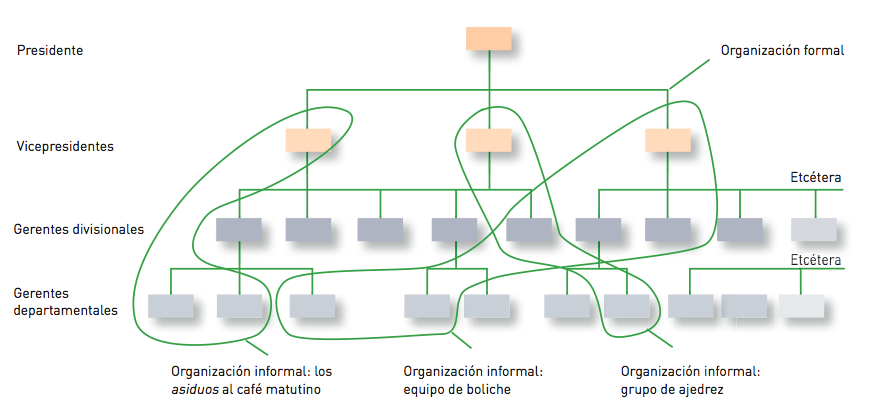 Presidente
Organización formal
Vicepresidentes
Etcétera
Gerentes divisionales
Etcétera
Gerentes
departamentales
Organización informal: los
asiduos al café matutino
Organización informal:
equipo de boliche
Organización informal:
grupo de ajedrez